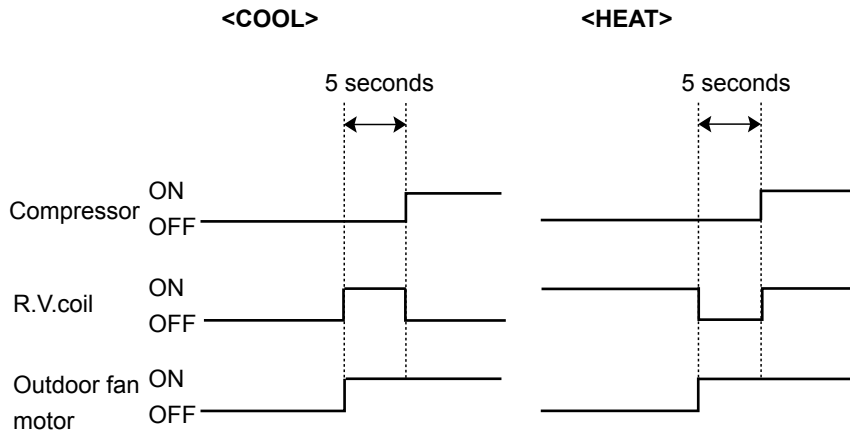 <COOL> <HEAT>
5 seconds 5 seconds
Compressor ON
OFF
R.V.coil ON
OFF
Outdoor fan motor ON
OFF